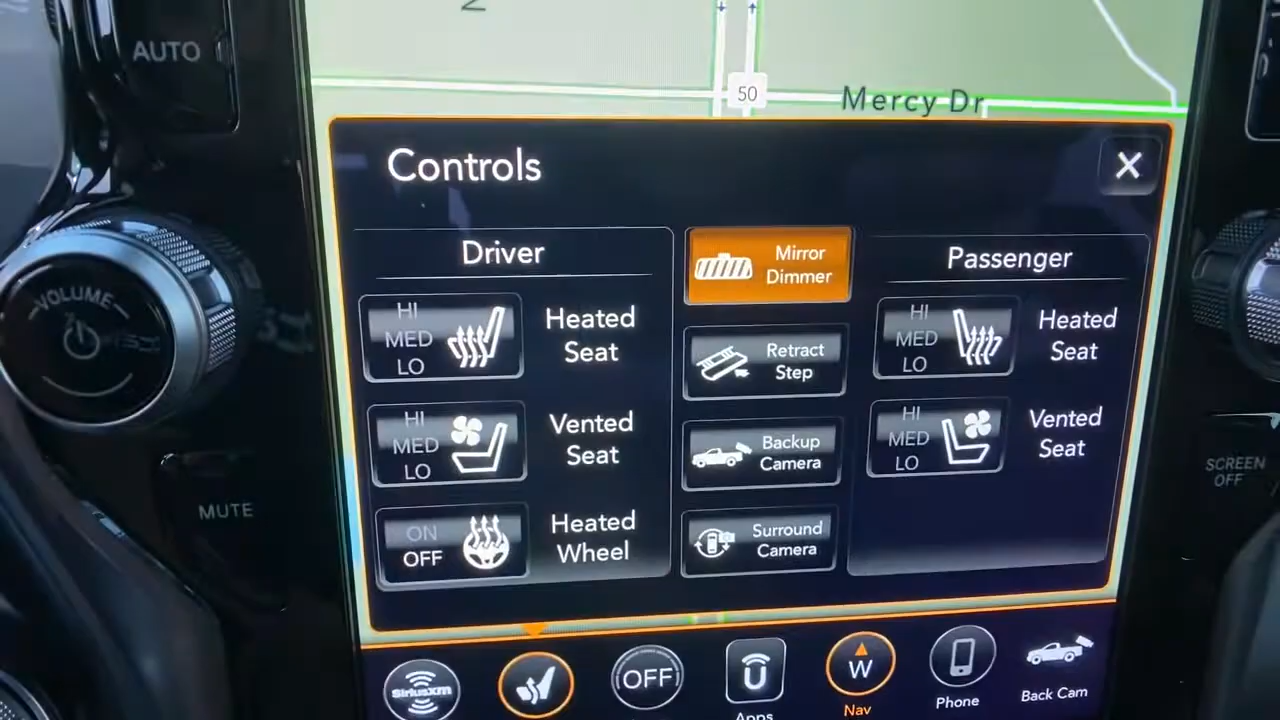 AUTO
50
Mercy Dr
Controls
X
Driver
Mirror
Dimmer
Passenger
VOLUME
HI
MED
LO
Heated
Seat
Retract
Step
HI
MED
LO
Heated
Seat
HI
MED
LO
Vented
Seat
Backup
Camera
HI
MED
LO
Vented
Seat
MUTE
SCREEN
OFF
ON
OFF
Heated
Wheel
Surround
Camera
SiriusXM
OFF
Apps
W
Nav
Phone
Back Cam